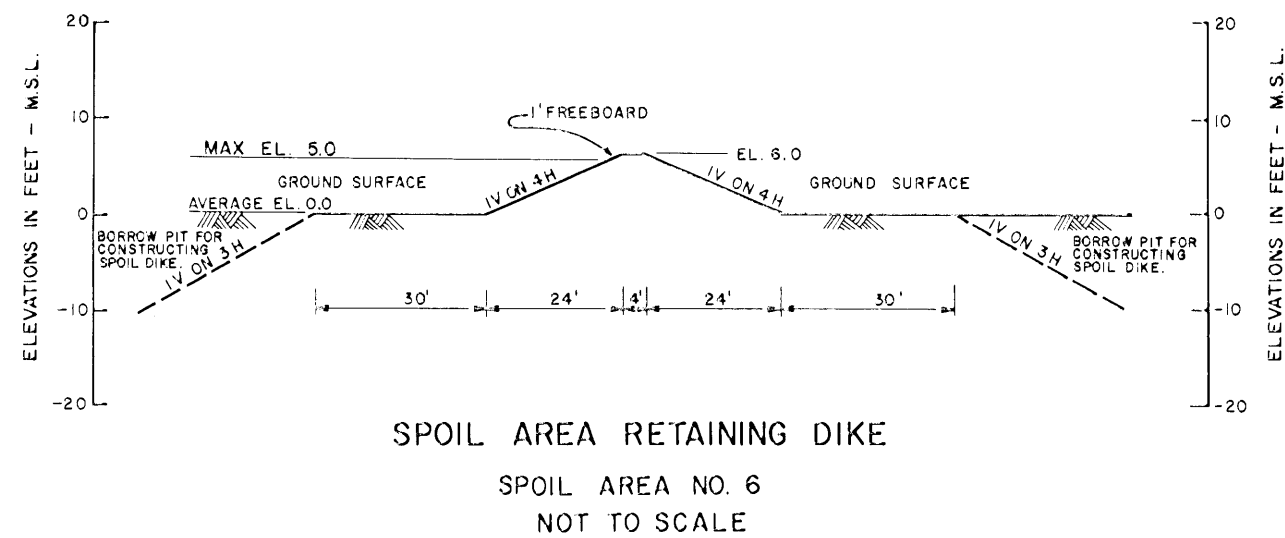 20
10
0
-10
-20
ELEVATIONS IN FEET - M.S.L.
1' FREEBOARD
MAX EL. 5.0
EL. 6.0
GROUND SURFACE
1V ON 4H
1V ON 4H
GROUND SURFACE
AVERAGE EL. 0.0
BORROW PIT FOR
CONSTRUCTING
SPOIL DIKE.
1V ON 3H
1V ON 3H
BORROW PIT FOR
CONSTRUCTING
SPOIL DIKE.
30' 24' 4' 24' 30'
20
10
0
-10
-20
ELEVATIONS IN FEET - M.S.L.
SPOIL AREA RETAINING DIKE
SPOIL AREA NO. 6
NOT TO SCALE